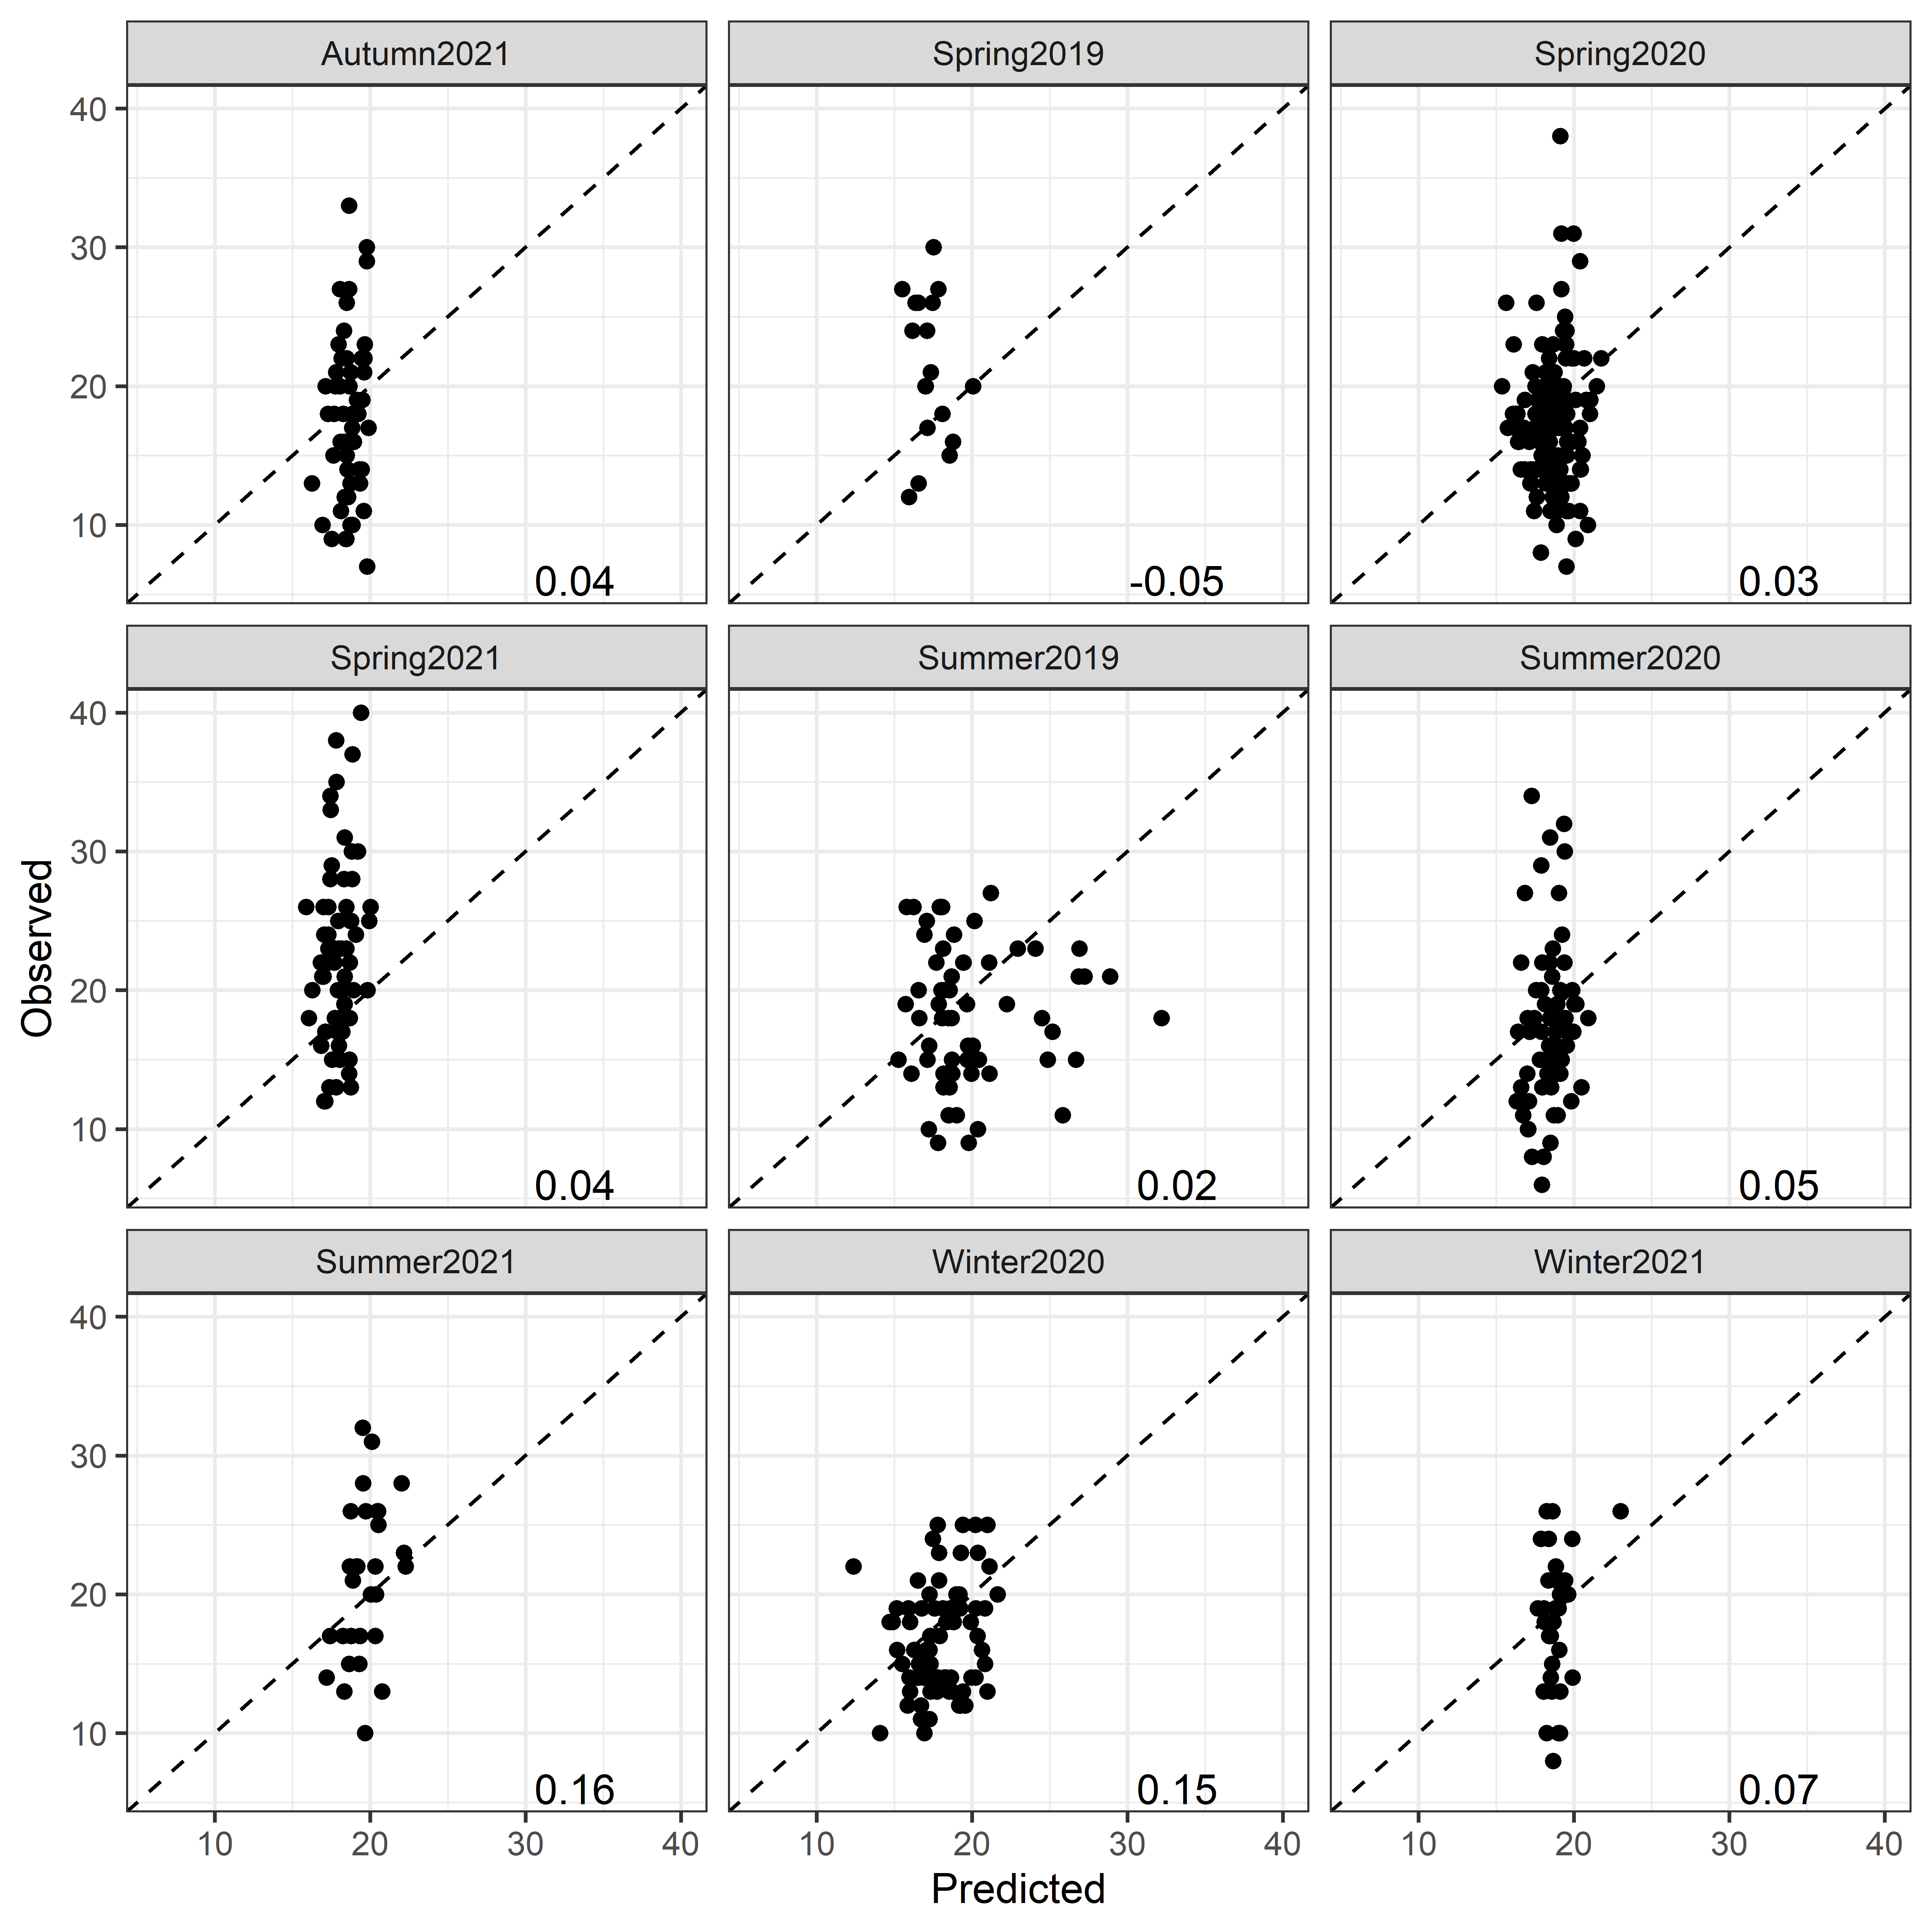 Autumn2021 Spring2019 Spring2020
40
30
20
10
0.04 -0.05 0.03
Spring2021 Summer2019 Summer2020
40
30
20
10
0.04 0.02 0.05
Summer2021 Winter2020 Winter2021
40
30
20
10
0.16 0.15 0.07
10 20 30 40 10 20 30 40 10 20 30 40
Predicted
Observed